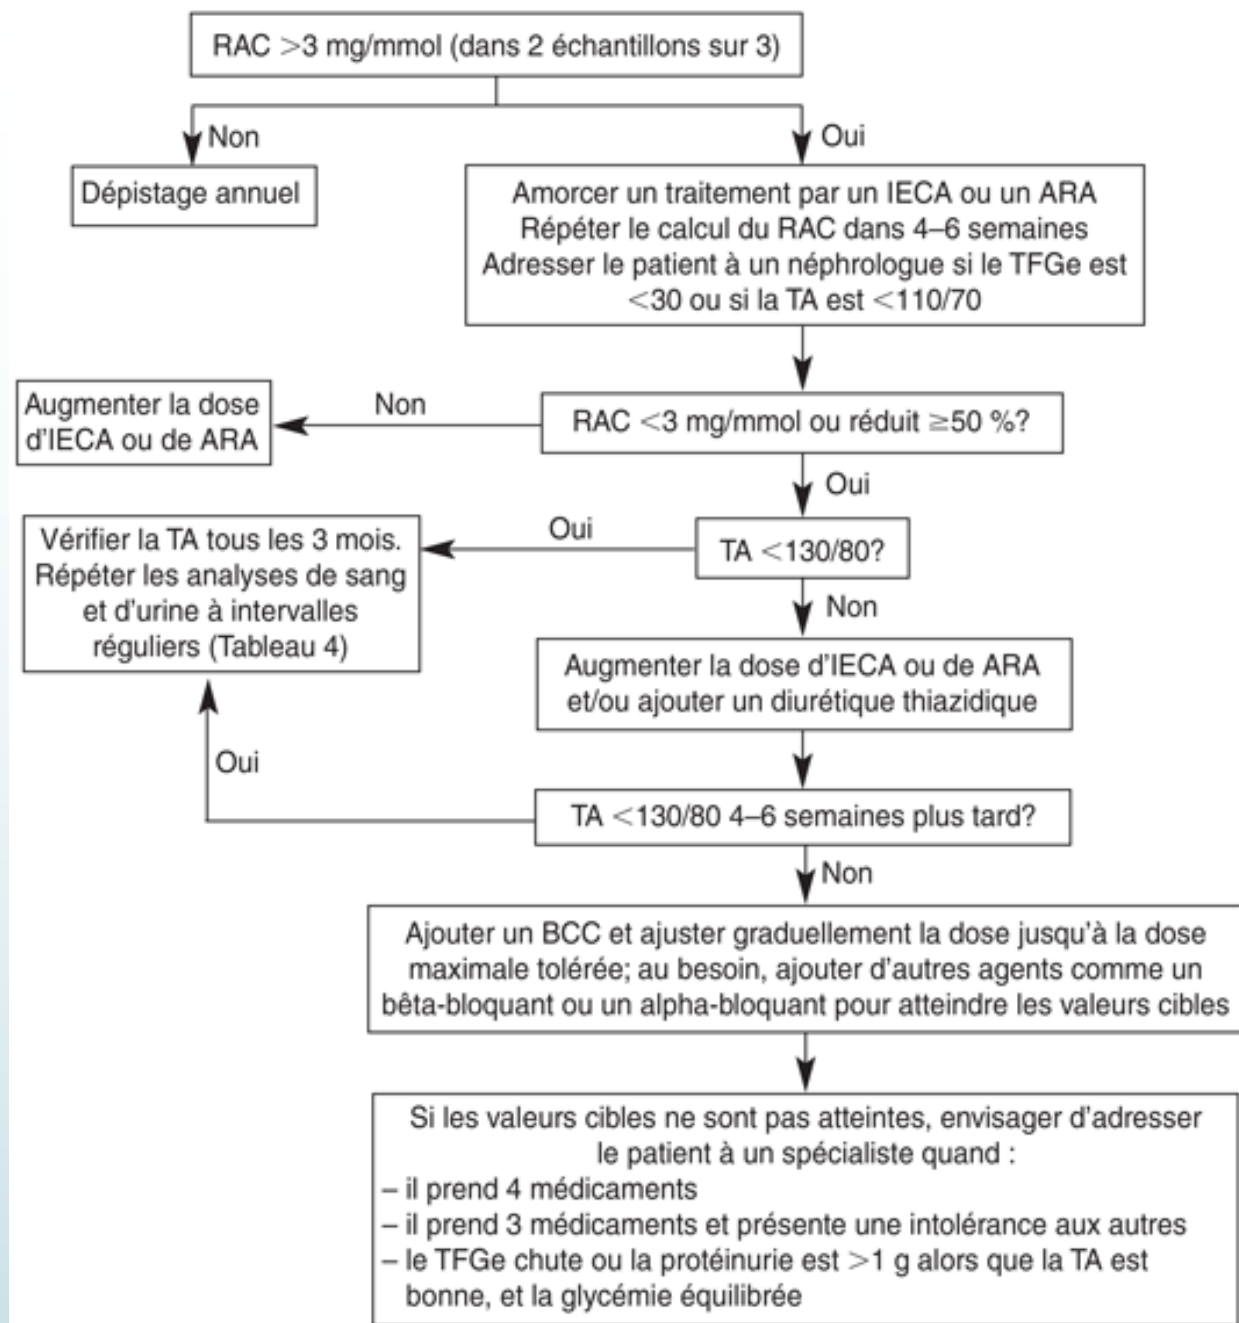 RAC >3 mg/mmol (dans 2 échantillons sur 3)
Non
Oui
Dépistage annuel
Amorcer un traitement par un IECA ou un ARA
Répéter le calcul du RAC dans 4–6 semaines
Adresser le patient à un néphrologue si le TFGe est
<30 ou si la TA est <110/70
Augmenter la dose
d'IECA ou de ARA
Non
RAC <3 mg/mmol ou réduit ≥50 %?
Oui
Vérifier la TA tous les 3 mois.
Répéter les analyses de sang
et d'urine à intervalles
réguliers (Tableau 4)
Oui
TA <130/80?
Non
Augmenter la dose d'IECA ou de ARA
et/ou ajouter un diurétique thiazidique
Oui
TA <130/80 4–6 semaines plus tard?
Non
Ajouter un BCC et ajuster graduellement la dose jusqu'à la dose
maximale tolérée; au besoin, ajouter d'autres agents comme un
bêta-bloquant ou un alpha-bloquant pour atteindre les valeurs cibles
Si les valeurs cibles ne sont pas atteintes, envisager d'adresser
le patient à un spécialiste quand :
– il prend 4 médicaments
– il prend 3 médicaments et présente une intolérance aux autres
– le TFGe chute ou la protéinurie est >1 g alors que la TA est
bonne, et la glycémie équilibrée